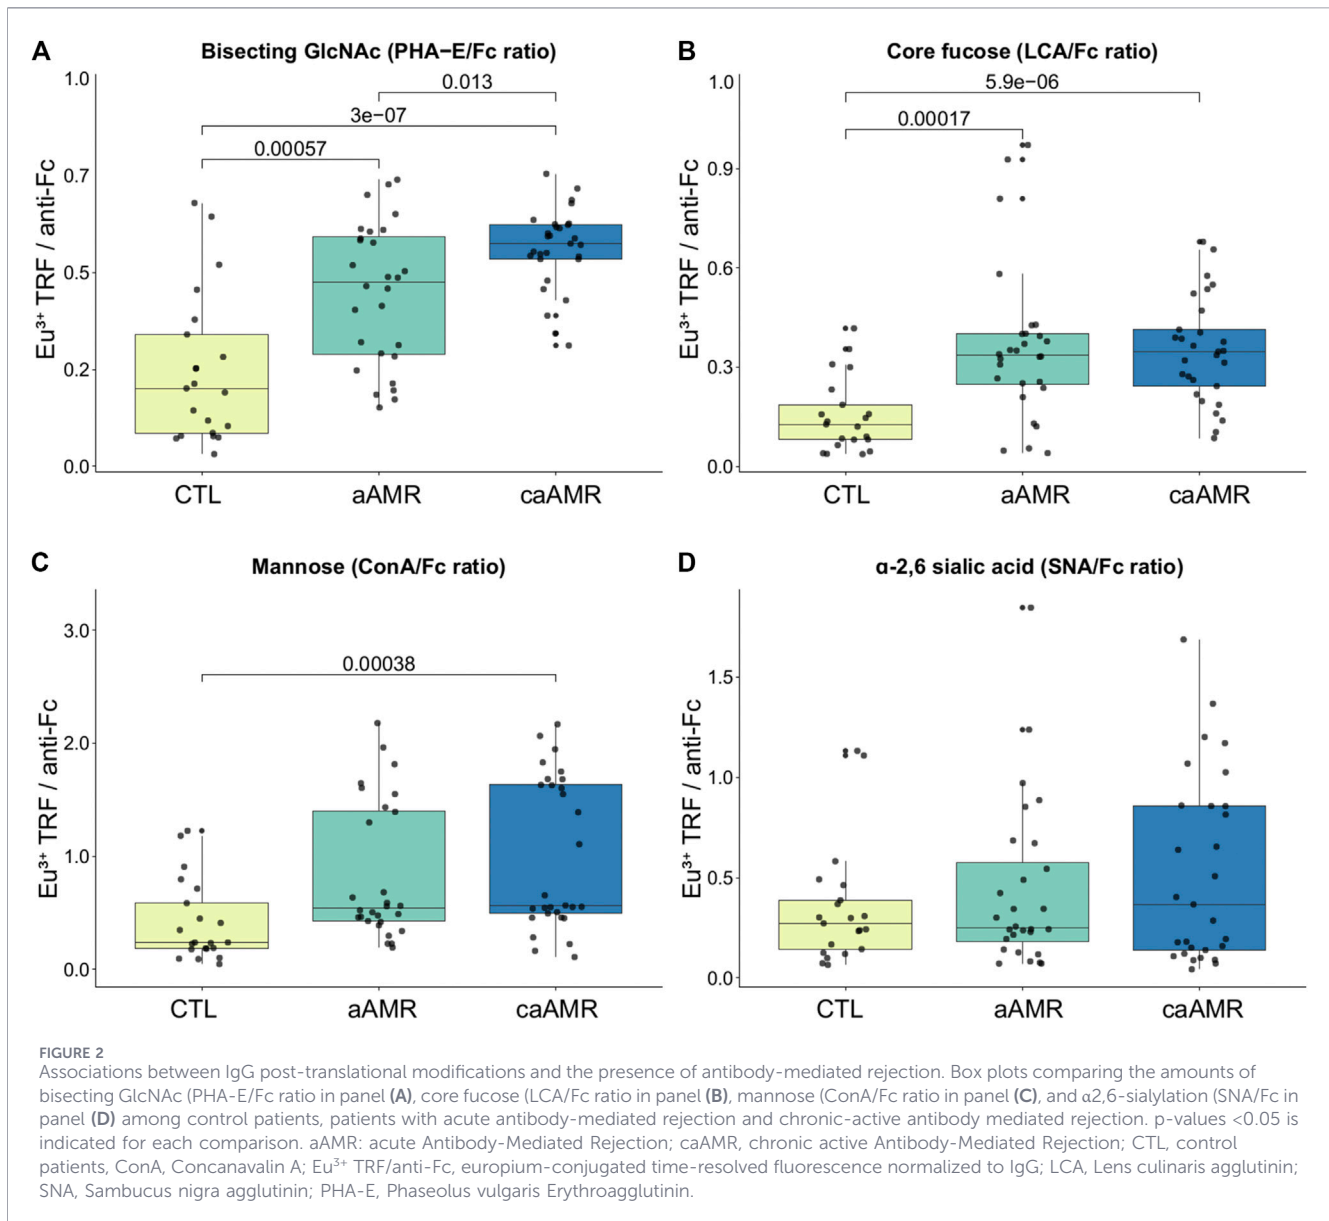 A
Bisecting GlcNAc (PHA−E/Fc ratio)
1.0
0.7
0.5
0.2
0.0
Eu³⁺ TRF / anti-Fc
0.013
3e−07
0.00057
CTL
aAMR
caAMR
B
Core fucose (LCA/Fc ratio)
1.0
0.9
0.6
0.3
0.0
Eu³⁺ TRF / anti-Fc
5.9e−06
0.00017
CTL
aAMR
caAMR
C
Mannose (ConA/Fc ratio)
3.0
2.0
1.0
0.0
Eu³⁺ TRF / anti-Fc
0.00038
CTL
aAMR
caAMR
D
α-2,6 sialic acid (SNA/Fc ratio)
1.5
1.0
0.5
0.0
Eu³⁺ TRF / anti-Fc
CTL
aAMR
caAMR
FIGURE 2
Associations between IgG post-translational modifications and the presence of antibody-mediated rejection. Box plots comparing the amounts of
bisecting GlcNAc (PHA-E/Fc ratio in panel (A), core fucose (LCA/Fc ratio in panel (B), mannose (ConA/Fc ratio in panel (C), and α2,6-sialylation (SNA/Fc in
panel (D) among control patients, patients with acute antibody-mediated rejection and chronic-active antibody mediated rejection. p-values <0.05 is
indicated for each comparison. aAMR: acute Antibody-Mediated Rejection; caAMR, chronic active Antibody-Mediated Rejection; CTL, control
patients, ConA, Concanavalin A; Eu³⁺ TRF/anti-Fc, europium-conjugated time-resolved fluorescence normalized to IgG; LCA, Lens culinaris agglutinin;
SNA, Sambucus nigra agglutinin; PHA-E, Phaseolus vulgaris Erythroagglutinin.